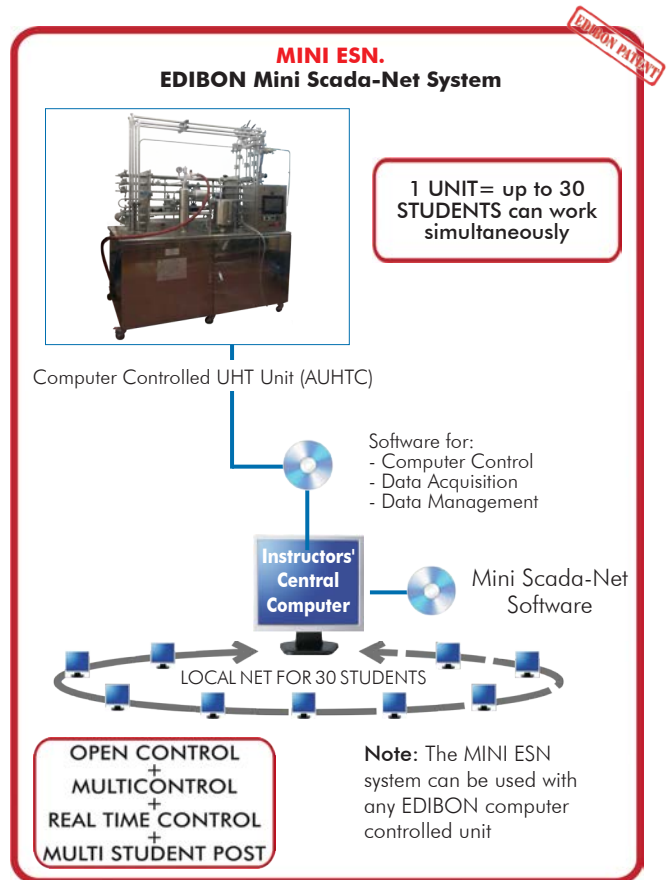 EDIBON PATENT
MINI ESN.
EDIBON Mini Scada-Net System
1 UNIT= up to 30
STUDENTS can work
simultaneously
Computer Controlled UHT Unit (AUHTC)
Software for:
- Computer Control
- Data Acquisition
- Data Management
Instructors'
Central
Computer
Mini Scada-Net
Software
LOCAL NET FOR 30 STUDENTS
OPEN CONTROL
+
MULTICONTROL
+
REAL TIME CONTROL
+
MULTI STUDENT POST
Note: The MINI ESN
system can be used with
any EDIBON computer
controlled unit